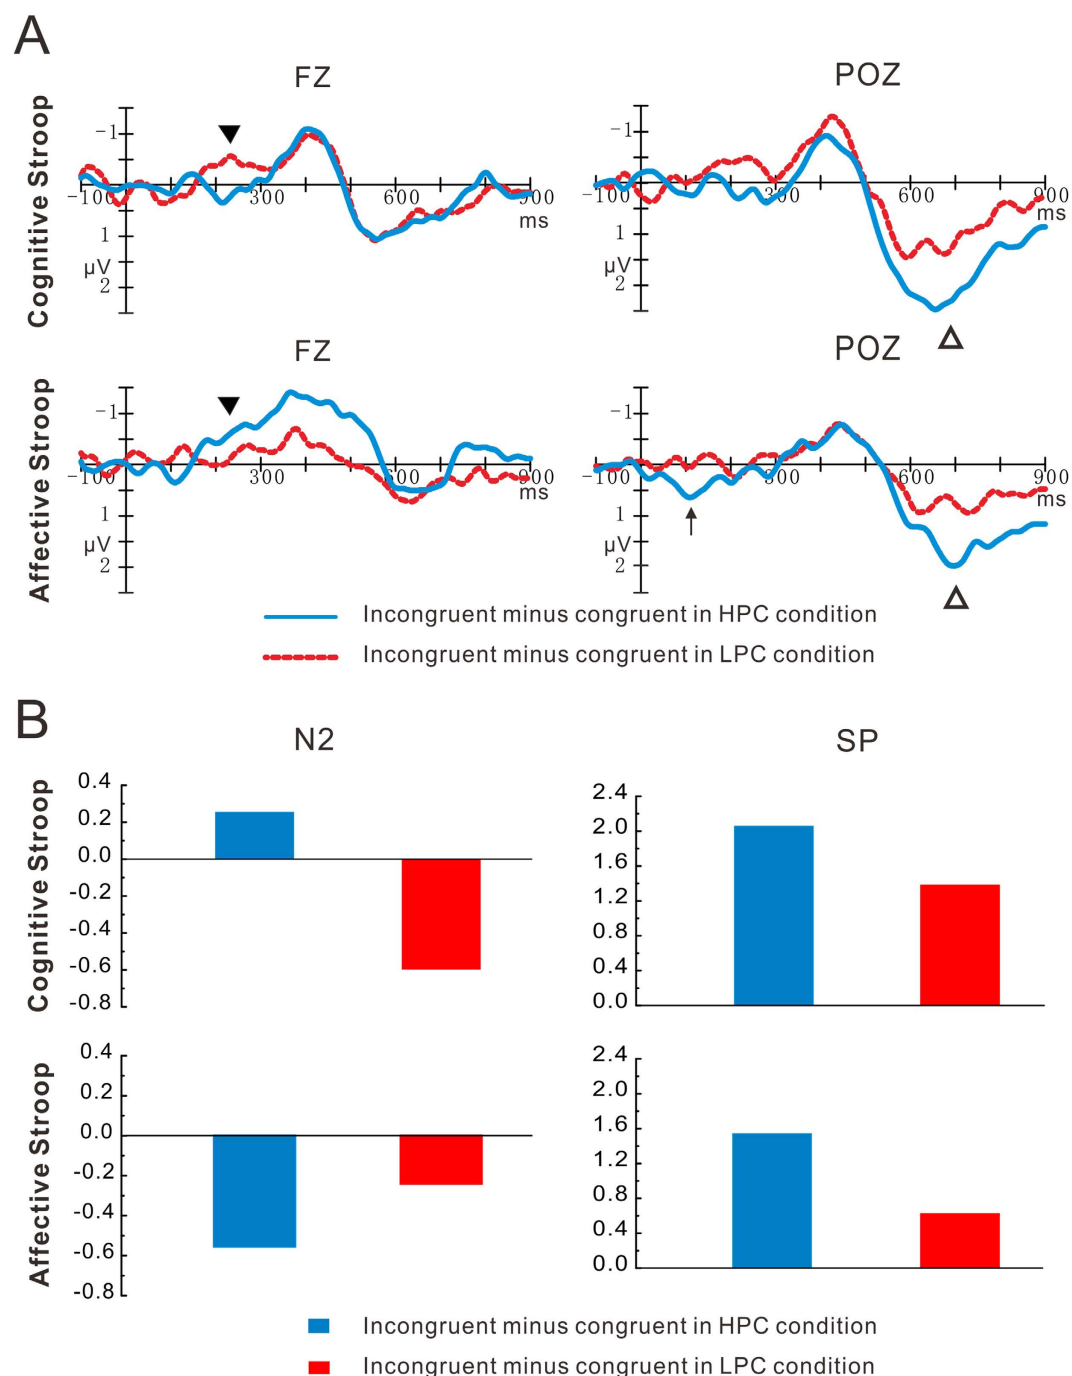 A
FZ
POZ
Cognitive Stroop
-1
-100
300
600
900
ms
1
μV
2
-1
-100
300
600
900
ms
1
μV
2
FZ
POZ
Affective Stroop
-1
-100
300
600
900
ms
1
μV
2
-1
-100
300
600
900
ms
1
μV
2
Incongruent minus congruent in HPC condition
Incongruent minus congruent in LPC condition
B
N2
SP
Cognitive Stroop
0.4
0.2
0.0
-0.2
-0.4
-0.6
-0.8
2.4
2.0
1.6
1.2
0.8
0.4
0.0
Affective Stroop
0.4
0.2
0.0
-0.2
-0.4
-0.6
-0.8
2.4
2.0
1.6
1.2
0.8
0.4
0.0
Incongruent minus congruent in HPC condition
Incongruent minus congruent in LPC condition